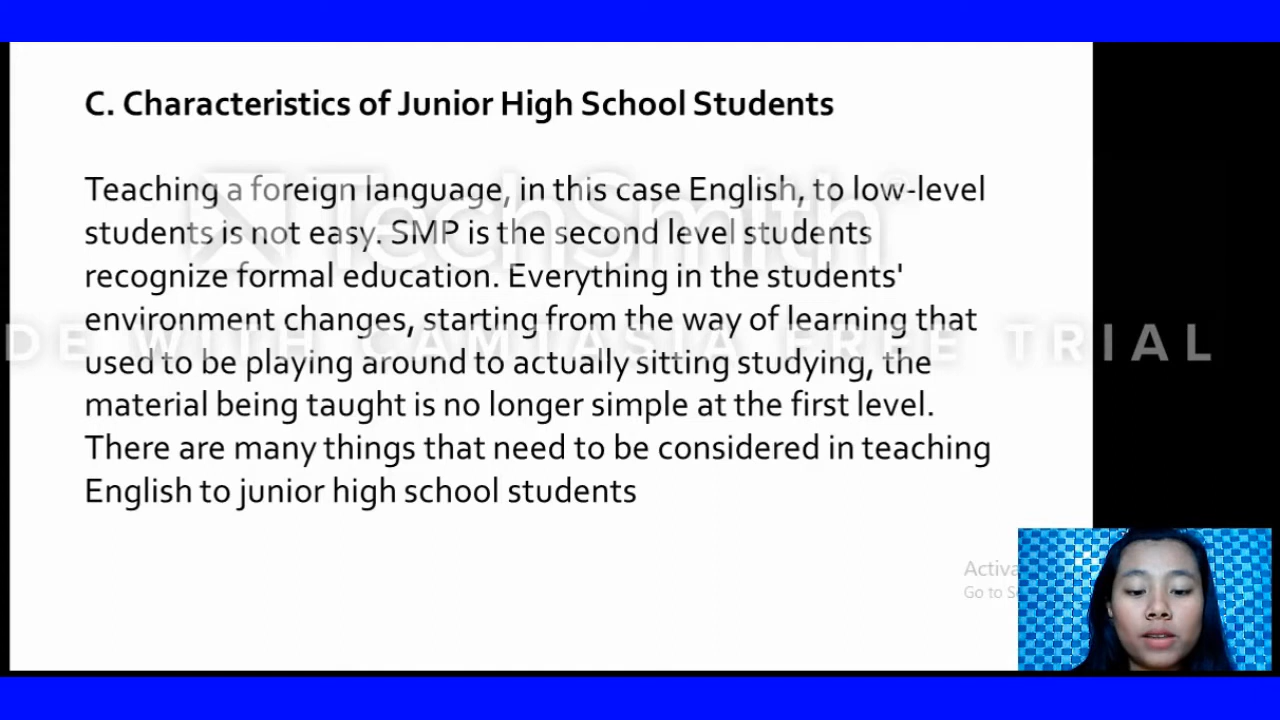 C. Characteristics of Junior High School Students
Teaching a foreign language, in this case English, to low-level
students is not easy. SMP is the second level students
recognize formal education. Everything in the students'
environment changes, starting from the way of learning that
used to be playing around to actually sitting studying, the
material being taught is no longer simple at the first level.
There are many things that need to be considered in teaching
English to junior high school students
TechSmith
DE WITH CAMTASIA FREE TRIAL
Activa
Go to S